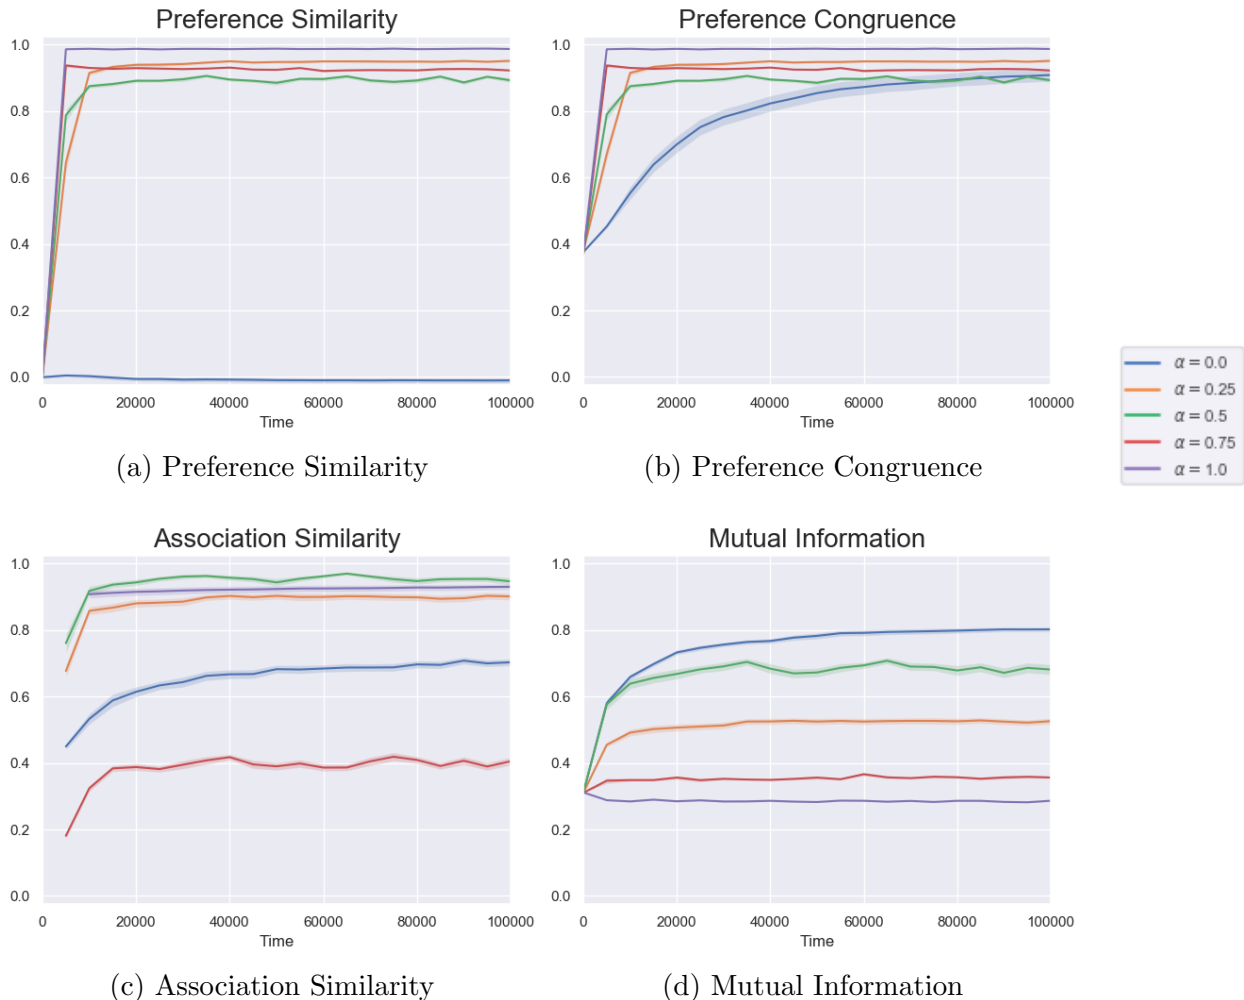 Preference Similarity
1.0
0.8
0.6
0.4
0.2
0.0
0 20000 40000 60000 80000 100000
Time
(a) Preference Similarity
Preference Congruence
1.0
0.8
0.6
0.4
0.2
0.0
0 20000 40000 60000 80000 100000
Time
(b) Preference Congruence
α = 0.0
α = 0.25
α = 0.5
α = 0.75
α = 1.0
Association Similarity
1.0
0.8
0.6
0.4
0.2
0.0
0 20000 40000 60000 80000 100000
Time
(c) Association Similarity
Mutual Information
1.0
0.8
0.6
0.4
0.2
0.0
0 20000 40000 60000 80000 100000
Time
(d) Mutual Information